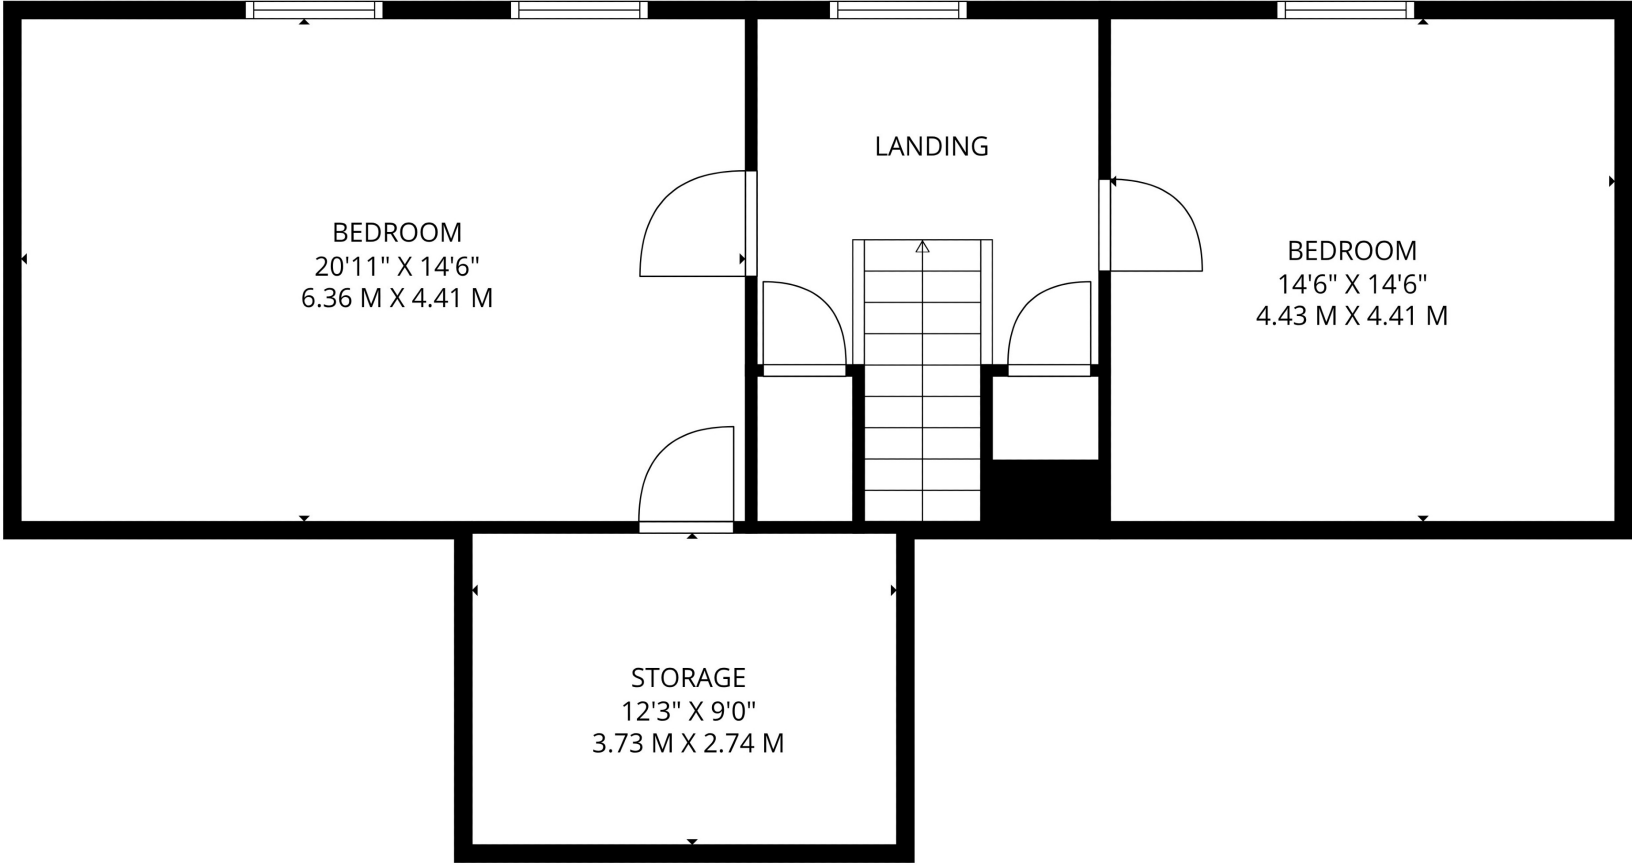 LANDING
BEDROOM
20'11" X 14'6"
6.36 M X 4.41 M
BEDROOM
14'6" X 14'6"
4.43 M X 4.41 M
STORAGE
12'3" X 9'0"
3.73 M X 2.74 M